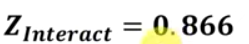 Z_Interact = 0.866